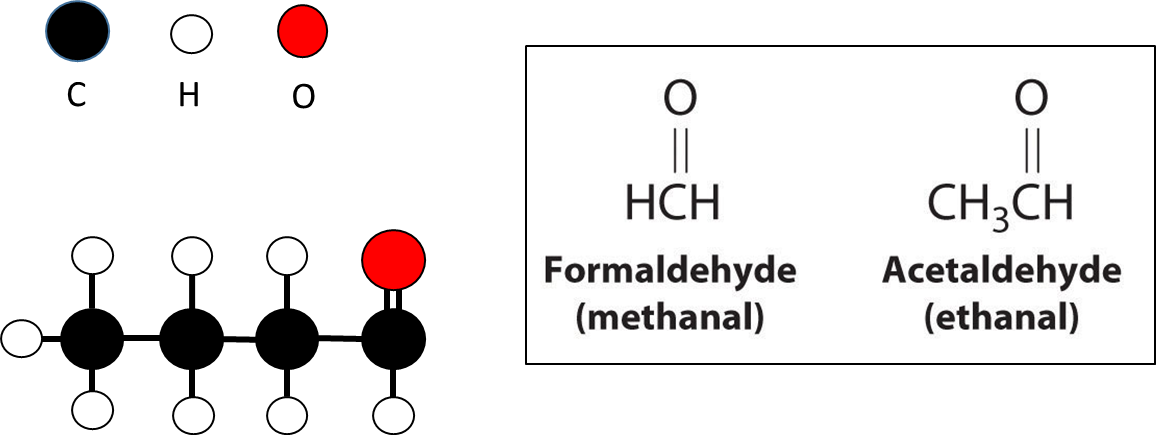 C H O
O O
HCH CH₃CH
Formaldehyde Acetaldehyde
(methanal) (ethanal)